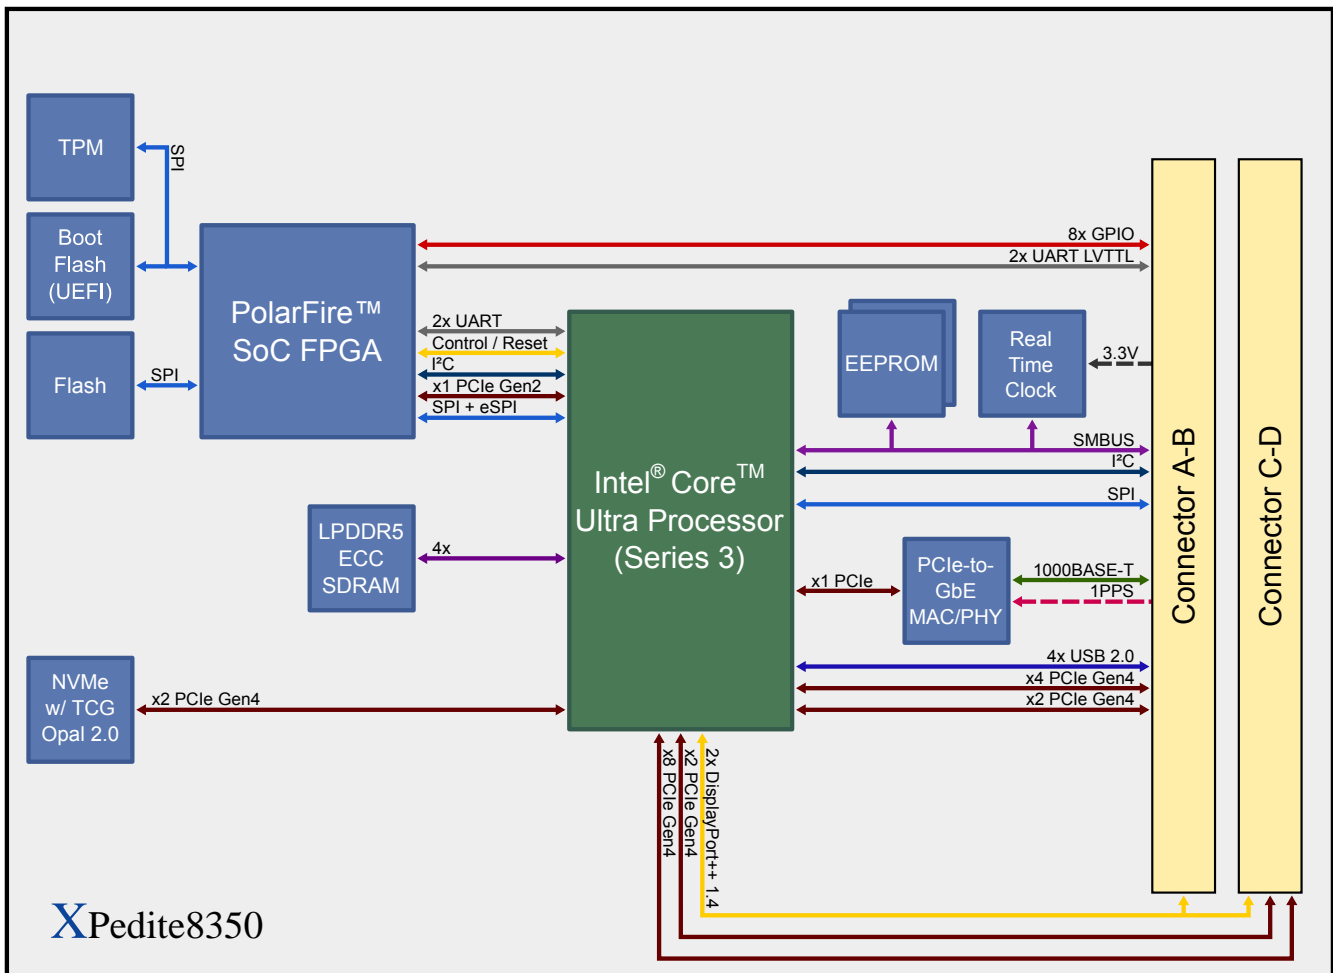 TPM
SPI
Boot
Flash
(UEFI)
Flash
SPI
PolarFire™
SoC FPGA
8x GPIO
2x UART LVTTL
2x UART
Control / Reset
I²C
x1 PCIe Gen2
SPI + eSPI
EEPROM
Real
Time
Clock
3.3V
SMBUS
I²C
SPI
Intel® Core™
Ultra Processor
(Series 3)
LPDDR5
ECC
SDRAM
4x
x1 PCIe
PCIe-to-
GbE
MAC/PHY
1000BASE-T
1PPS
4x USB 2.0
x4 PCIe Gen4
x2 PCIe Gen4
NVMe
w/ TCG
Opal 2.0
x2 PCIe Gen4
x8 PCIe Gen4
x2 PCIe Gen4
2x DisplayPort++ 1.4
Connector A-B
Connector C-D
XPedite8350